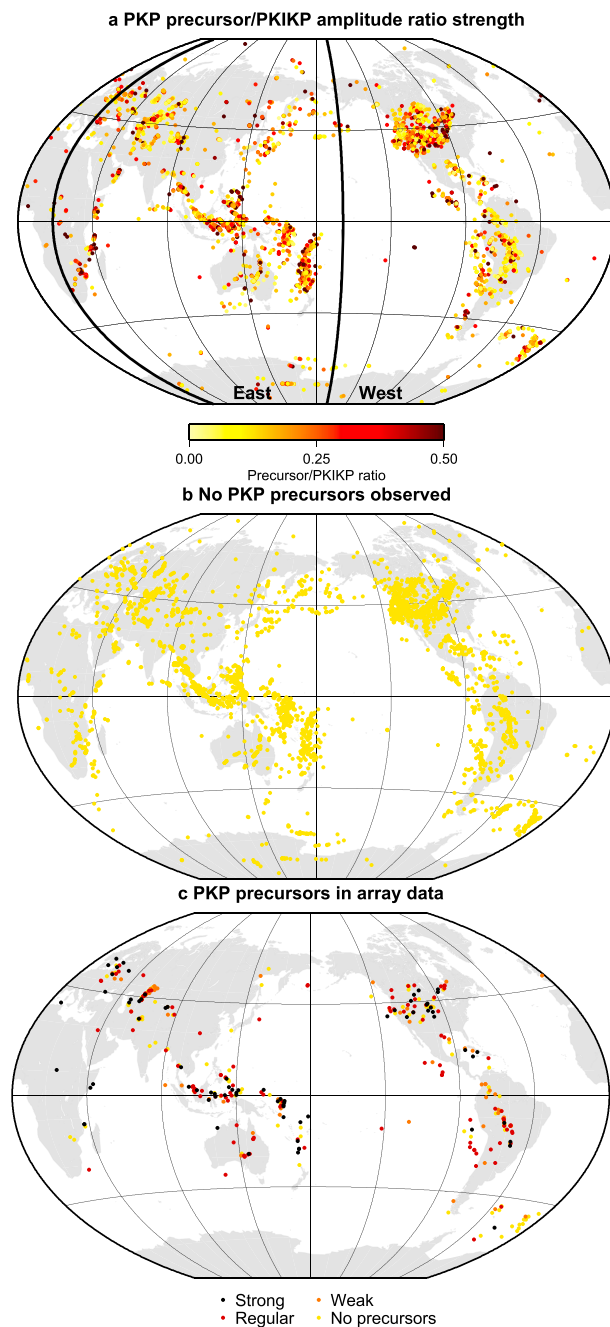 a PKP precursor/PKIKP amplitude ratio strength
East West
0.00 0.25 0.50
Precursor/PKIKP ratio
b No PKP precursors observed
c PKP precursors in array data
Strong Weak
Regular No precursors